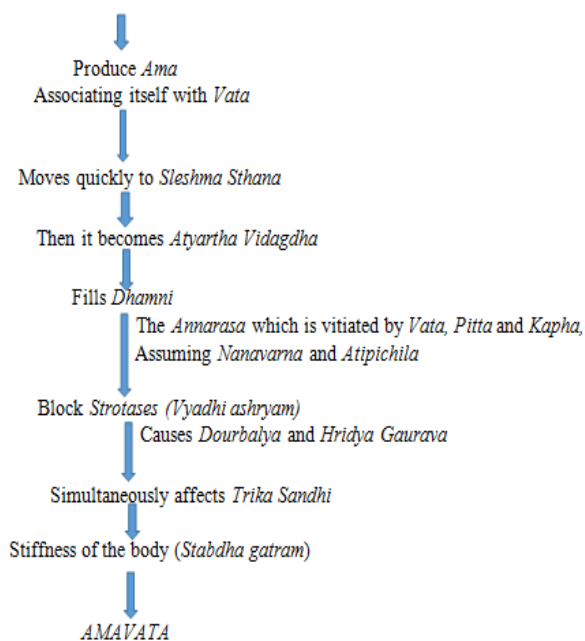 Produce Ama
Associating itself with Vata
Moves quickly to Sleshma Sthana
Then it becomes Atyartha Vidagdha
Fills Dhamni
The Annarasa which is vitiated by Vata, Pitta and Kapha,
Assuming Nanavarna and Atipichila
Block Strotases (Vyadhi ashryam)
Causes Dourbalya and Hridya Gaurava
Simultaneously affects Trika Sandhi
Stiffness of the body (Stabdha gatram)
AMAVATA